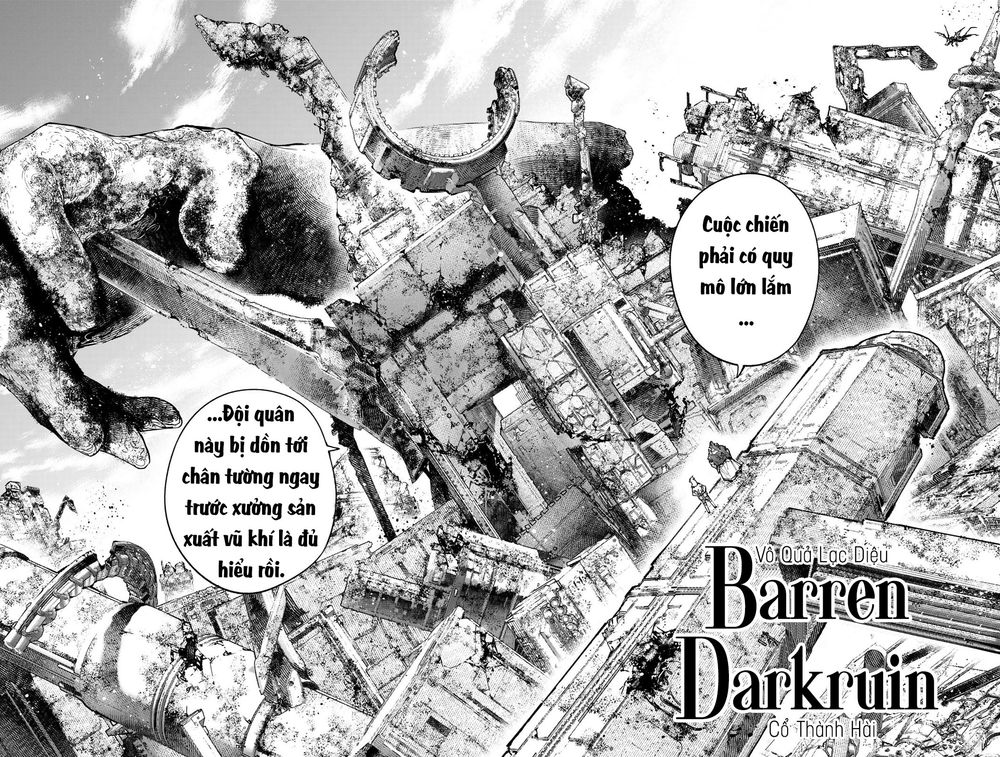 Cuộc chiến
phải có quy
mô lớn lắm
...
...Đội quân
này bị dồn tới
chân tường ngay
trước xưởng sản
xuất vũ khí là đủ
hiểu rồi.
Vô Quả Lạc Diệu
Barren
Darkruin
Cổ Thành Hài